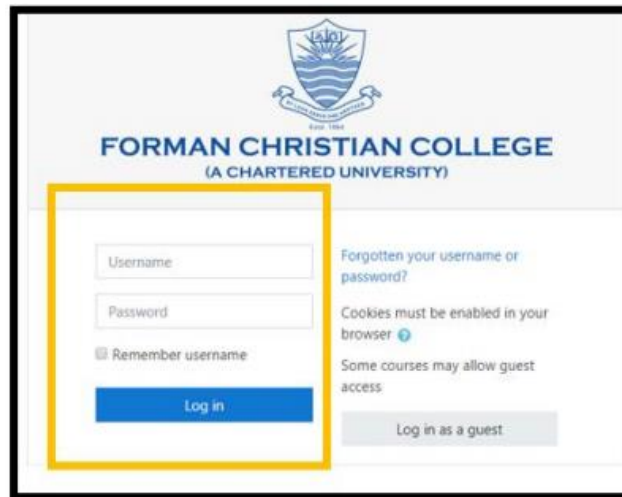 FORMAN CHRISTIAN COLLEGE
(A CHARTERED UNIVERSITY)
Username
Password
Remember username
Log in
Forgotten your username or
password?
Cookies must be enabled in your
browser
Some courses may allow guest
access
Log in as a guest